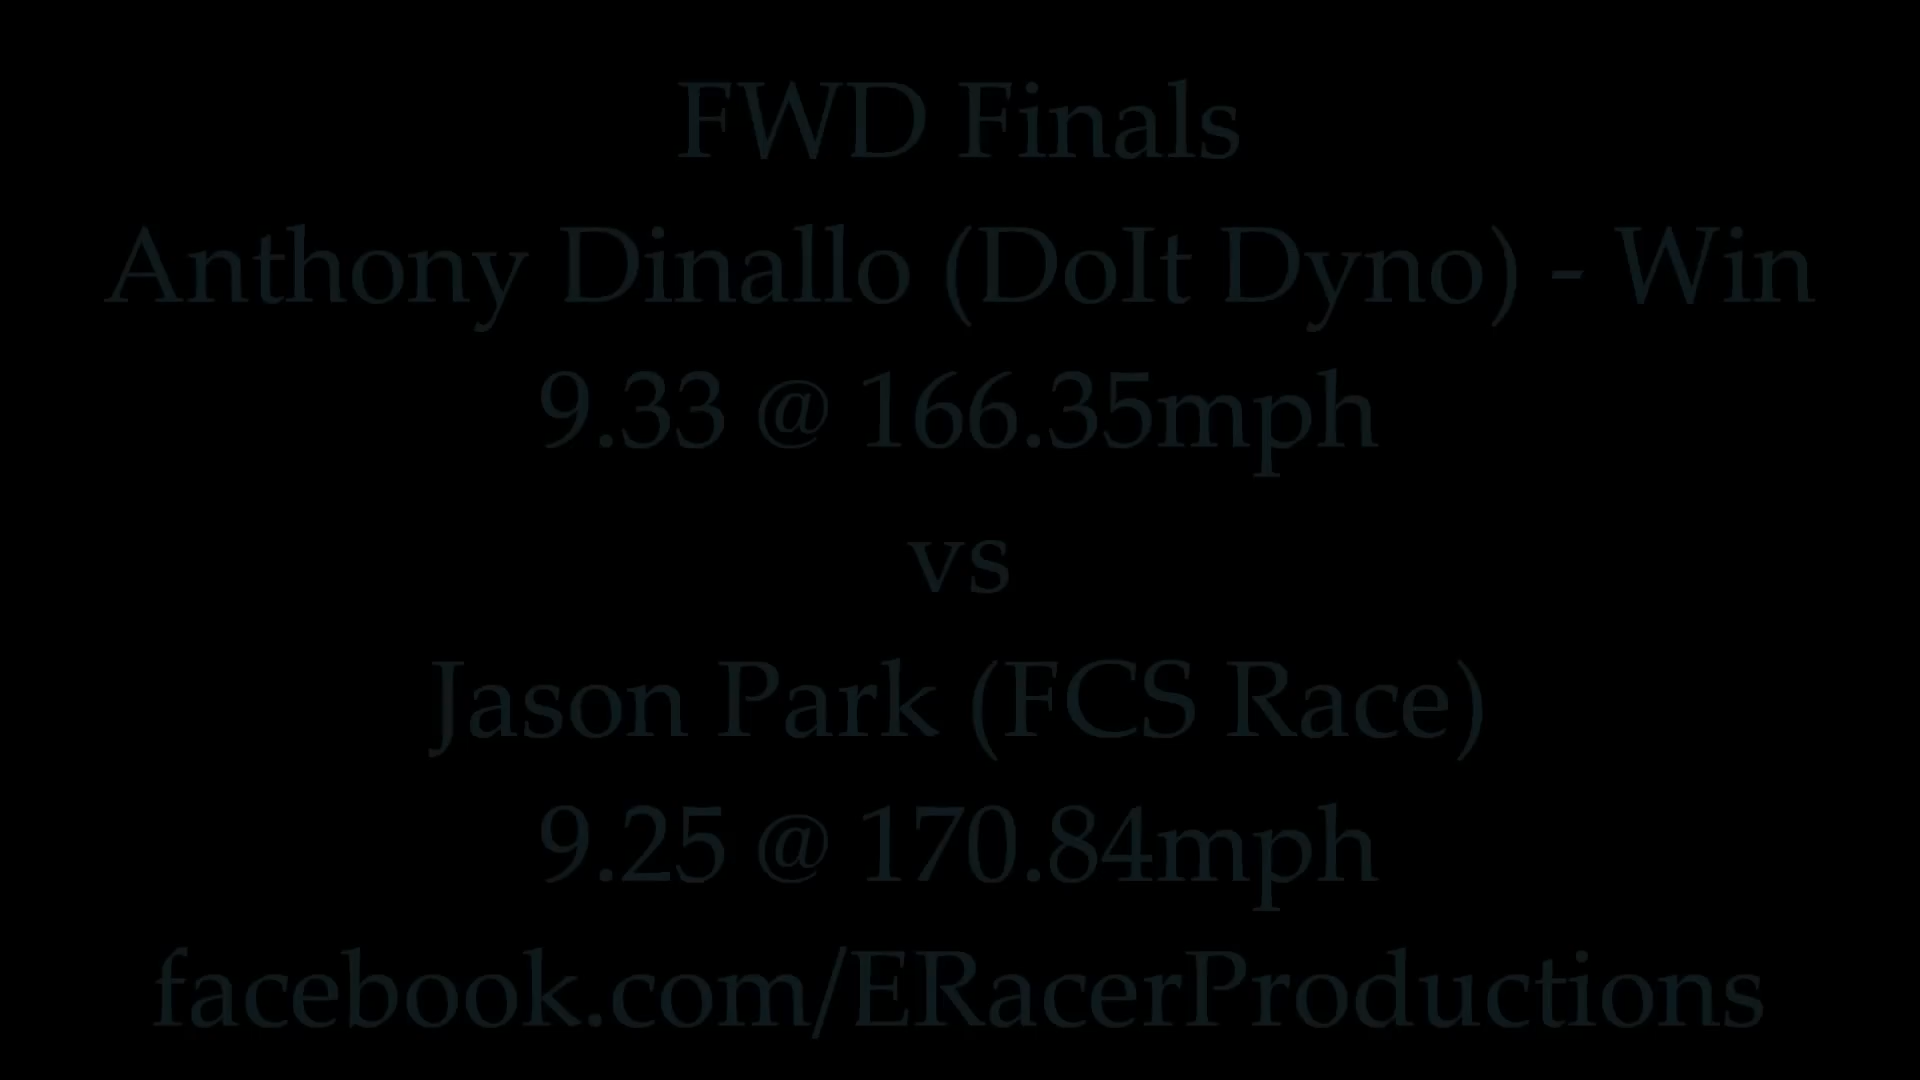 FWD Finals
Anthony Dinallo (DoIt Dyno) - Win
9.33 @ 166.35mph
vs
Jason Park (FCS Race)
9.25 @ 170.84mph
facebook.com/ERacerProductions